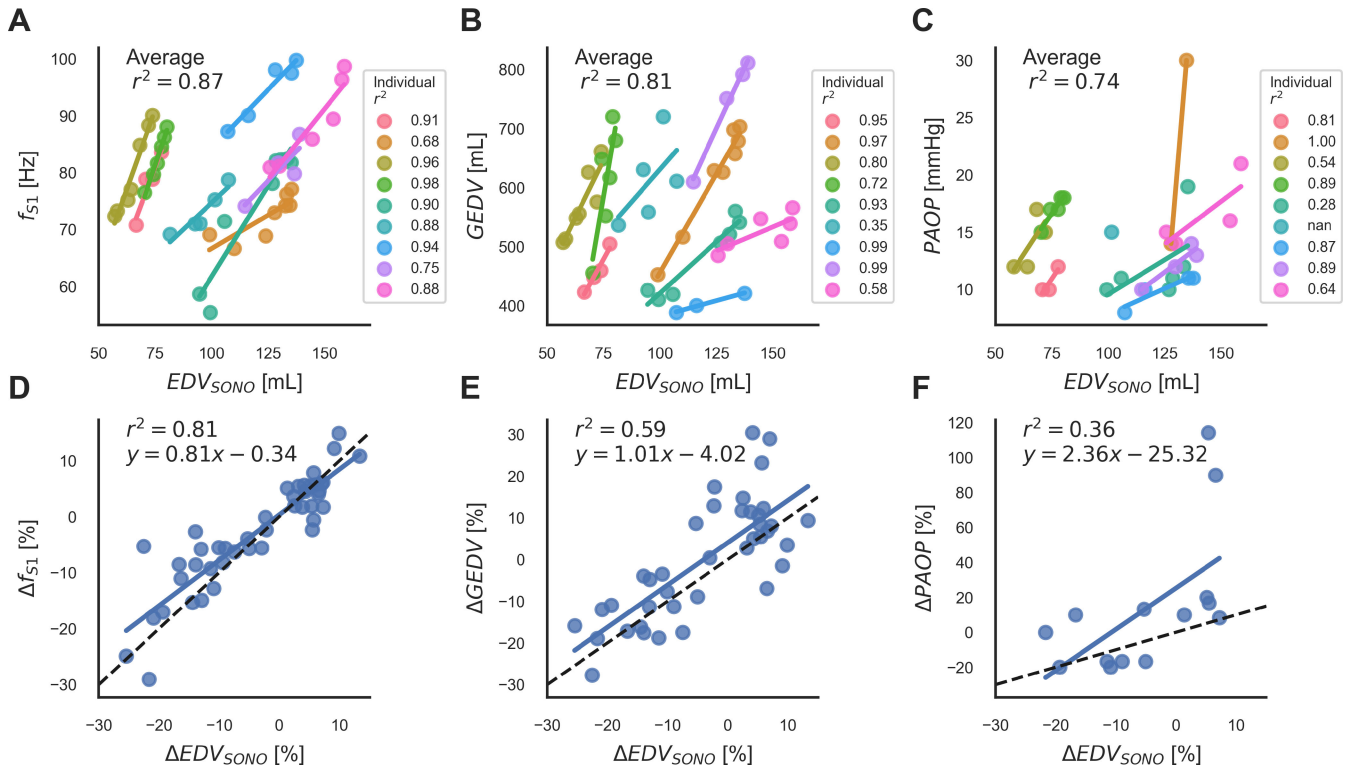 A
Average
r² = 0.87
Individual
r²
0.91
0.68
0.96
0.98
0.90
0.88
0.94
0.75
0.88
100
90
80
70
60
f_S1 [Hz]
50 75 100 125 150
EDV_SONO [mL]
B
Average
r² = 0.81
Individual
r²
0.95
0.97
0.80
0.72
0.93
0.35
0.99
0.99
0.58
800
700
600
500
400
GEDV [mL]
50 75 100 125 150
EDV_SONO [mL]
C
Average
r² = 0.74
Individual
r²
0.81
1.00
0.54
0.89
0.28
nan
0.87
0.89
0.64
30
25
20
15
10
PAOP [mmHg]
50 75 100 125 150
EDV_SONO [mL]
D
r² = 0.81
y = 0.81x − 0.34
10
0
−10
−20
−30
Δf_S1 [%]
−30 −20 −10 0 10
ΔEDV_SONO [%]
E
r² = 0.59
y = 1.01x − 4.02
30
20
10
0
−10
−20
−30
ΔGEDV [%]
−30 −20 −10 0 10
ΔEDV_SONO [%]
F
r² = 0.36
y = 2.36x − 25.32
120
100
80
60
40
20
0
−20
ΔPAOP [%]
−30 −20 −10 0 10
ΔEDV_SONO [%]